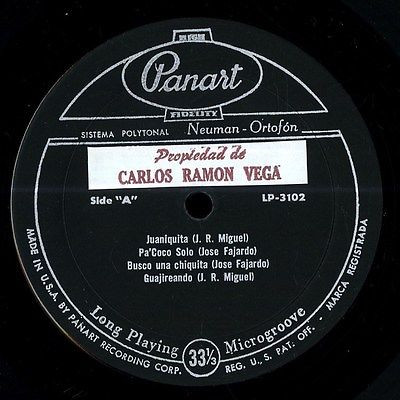 Panart
FIDELITY
SISTEMA POLYTONAL Neuman-Ortofón
Propiedad de
CARLOS RAMON VEGA
Side "A" LP-3102
Juaniquita (J. R. Miguel)
Pa'Coco Solo (Jose Fajardo)
Busco una chiquita (Jose Fajardo)
Guajireando (J. R. Miguel)
Long Playing 33 1/3 Microgroove
MADE IN U.S.A. BY PANART RECORDING CORP. REG. U., S. PAT. OFF. - MARCA REGISTRADA